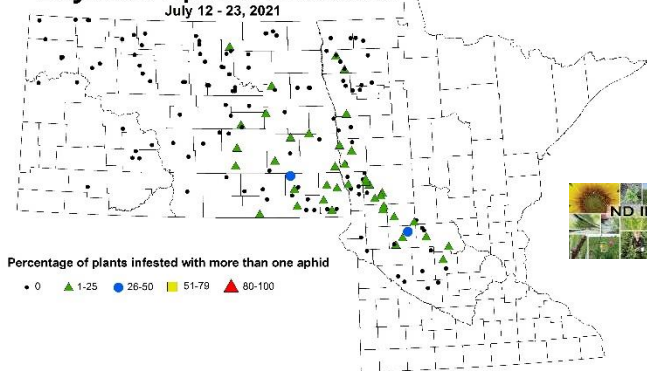 July 12 - 23, 2021
ND I
Percentage of plants infested with more than one aphid
0 1-25 26-50 51-79 80-100